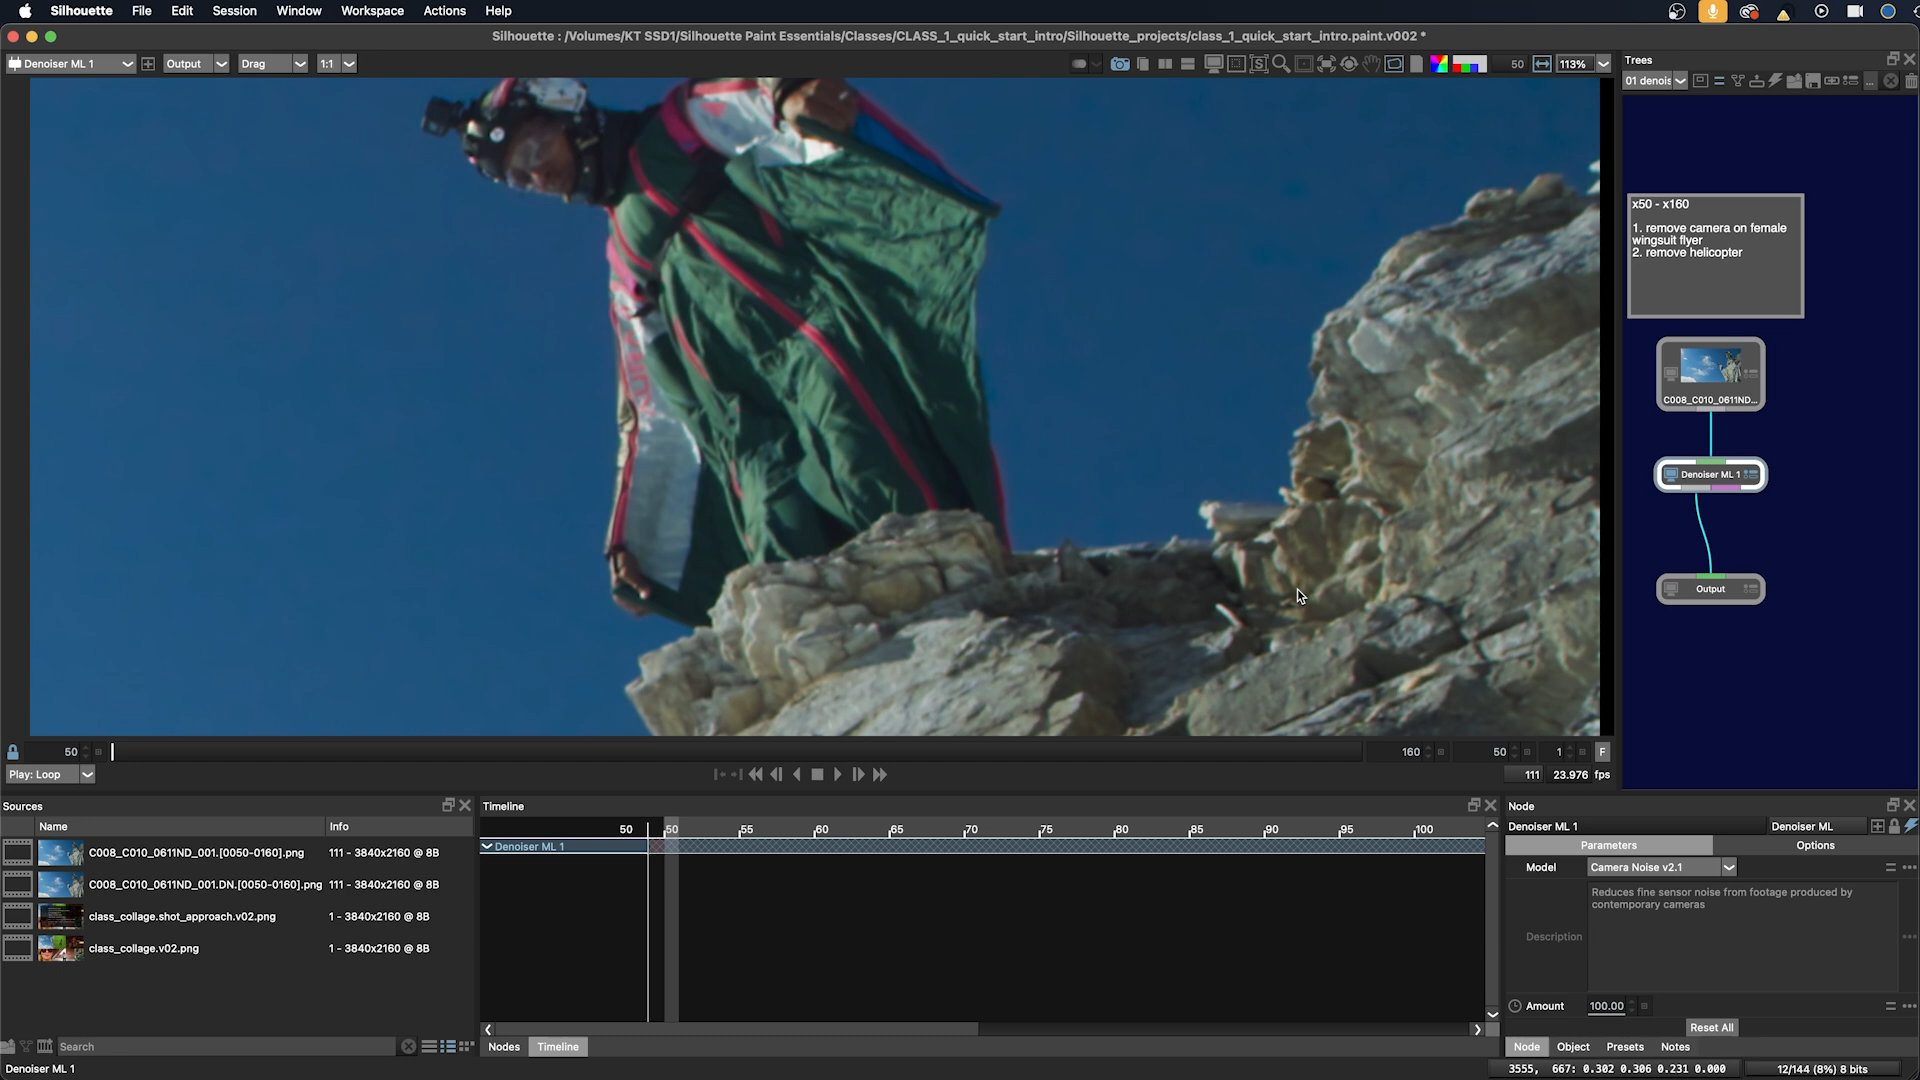 Silhouette File Edit Session Window Workspace Actions Help
Silhouette : /Volumes/KT SSD1/Silhouette Paint Essentials/Classes/CLASS_1_quick_start_intro/Silhouette_projects/class_1_quick_start_intro.paint.v002 *
Denoiser ML 1 Output Drag 1:1 50 113%
Trees
01 denois
x50 - x160
1. remove camera on female
wingsuit flyer
2. remove helicopter
C008_C010_0611ND...
Denoiser ML 1
Output
50 160 50 1 F
Play: Loop 111 23.976 fps
Sources
Name Info
C008_C010_0611ND_001.[0050-0160].png 111 - 3840x2160 @ 8B
C008_C010_0611ND_001.DN.[0050-0160].png 111 - 3840x2160 @ 8B
class_collage.shot_approach.v02.png 1 - 3840x2160 @ 8B
class_collage.v02.png 1 - 3840x2160 @ 8B
Search
Timeline
50 50 55 60 65 70 75 80 85 90 95 100
Denoiser ML 1
Nodes Timeline
Node
Denoiser ML 1 Denoiser ML
Parameters Options
Model Camera Noise v2.1
Reduces fine sensor noise from footage produced by
contemporary cameras
Description
Amount 100.00
Reset All
Node Object Presets Notes
Denoiser ML 1 3555, 667: 0.302 0.306 0.231 0.000 12/144 (8%) 8 bits